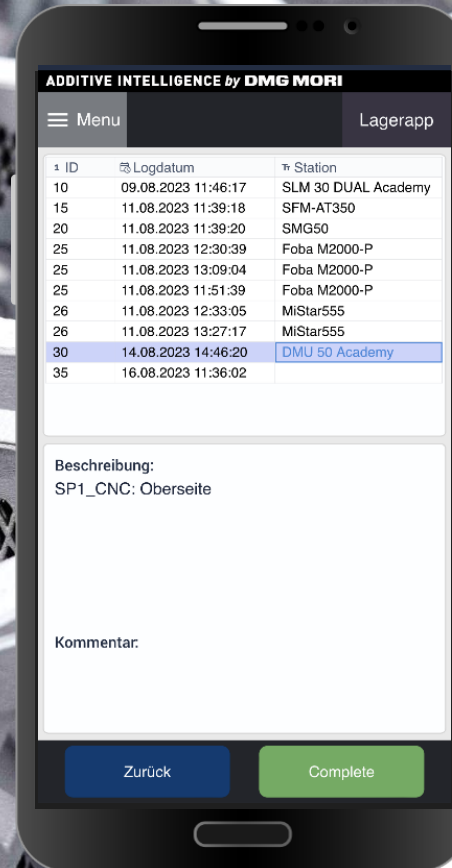 ADDITIVE INTELLIGENCE by DMG MORI
Menu
Lagerapp
1 ID Logdatum Tr Station
10 09.08.2023 11:46:17 SLM 30 DUAL Academy
15 11.08.2023 11:39:18 SFM-AT350
20 11.08.2023 11:39:20 SMG50
25 11.08.2023 12:30:39 Foba M2000-P
25 11.08.2023 13:09:04 Foba M2000-P
25 11.08.2023 11:51:39 Foba M2000-P
26 11.08.2023 12:33:05 MiStar555
26 11.08.2023 13:27:17 MiStar555
30 14.08.2023 14:46:20 DMU 50 Academy
35 16.08.2023 11:36:02
Beschreibung:
SP1_CNC: Oberseite
Kommentar:
Zurück
Complete